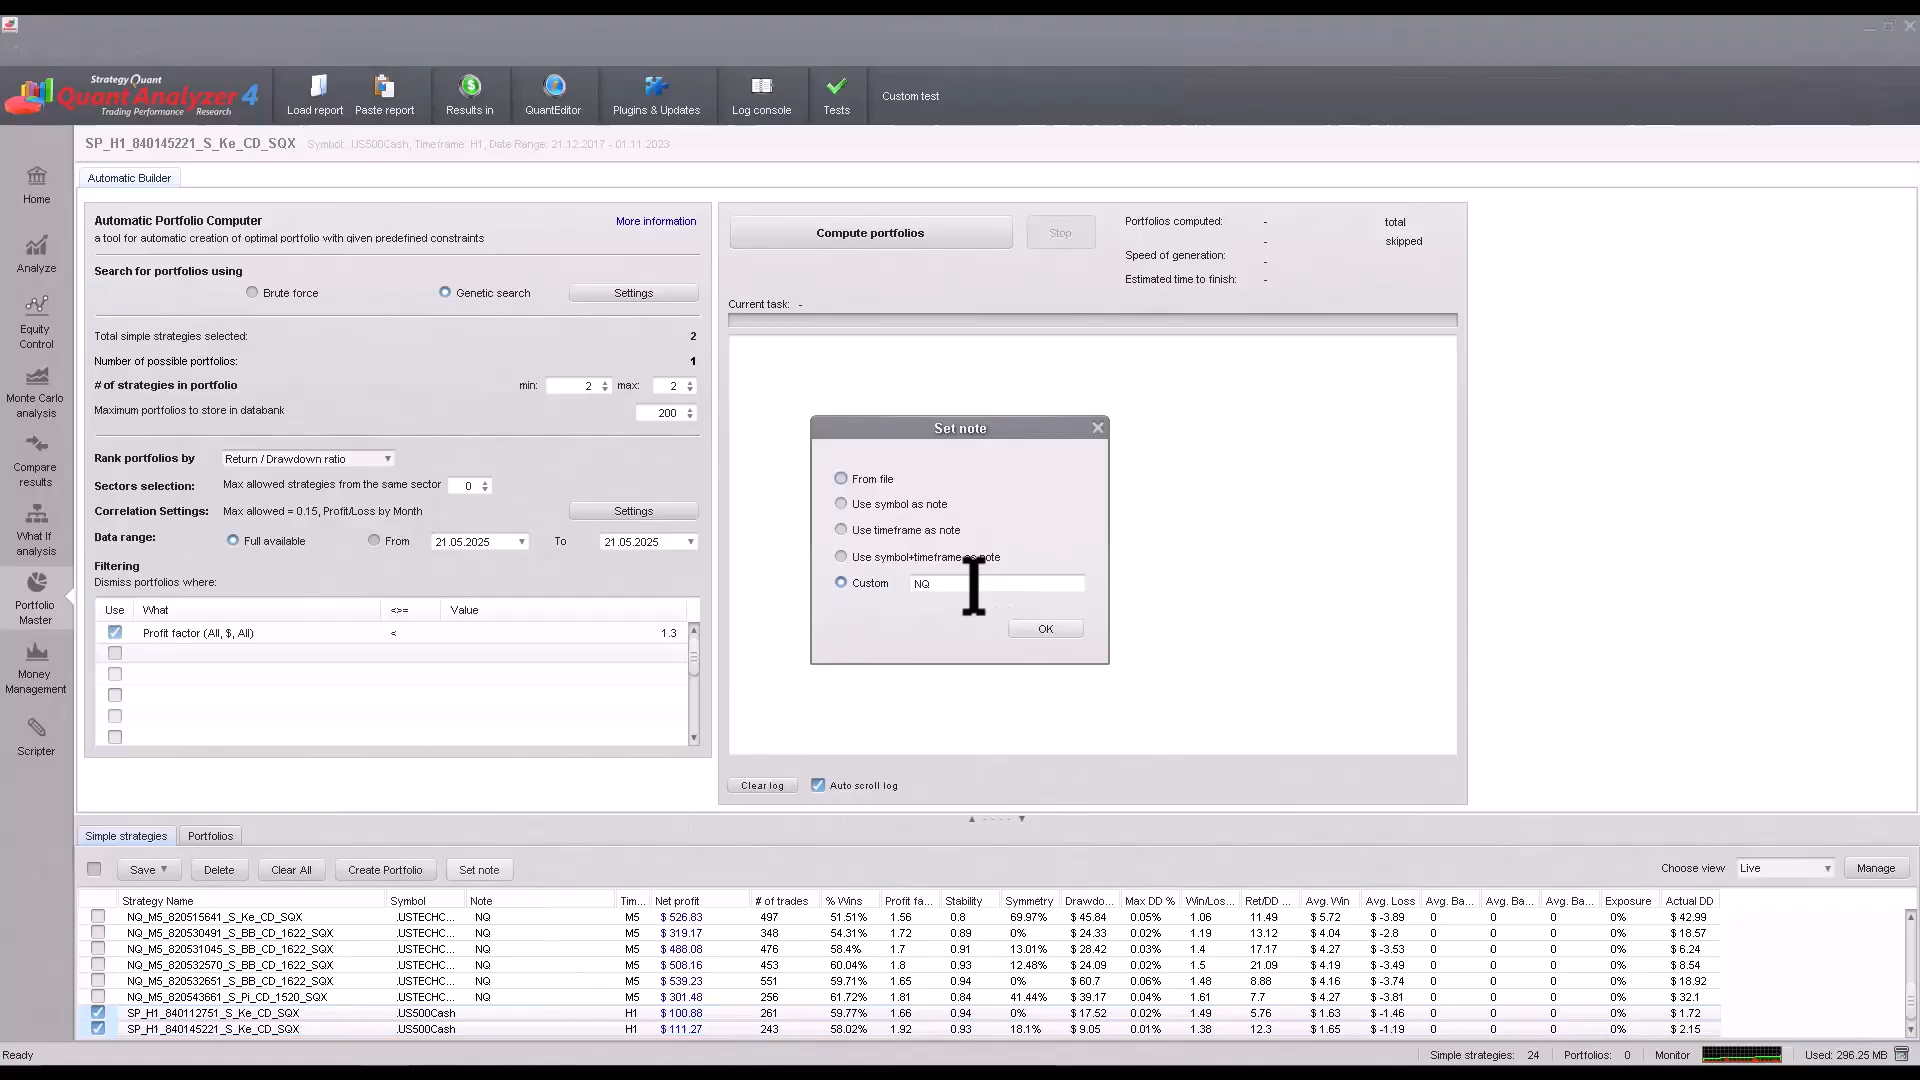 Strategy Quant
Quant Analyzer 4
Trading Performance Research
Load report
Paste report
Results in
QuantEditor
Plugins & Updates
Log console
Tests
Custom test
SP_H1_840145221_S_Ke_CD_SQX Symbol: .US500Cash, Timeframe: H1, Date Range: 21.12.2017 - 01.11.2023
Home
Analyze
Equity
Control
Monte Carlo
analysis
Compare
results
What If
analysis
Portfolio
Master
Money
Management
Scripter
Automatic Builder
Automatic Portfolio Computer More information
a tool for automatic creation of optimal portfolio with given predefined constraints
Search for portfolios using
Brute force Genetic search Settings
Total simple strategies selected: 2
Number of possible portfolios: 1
# of strategies in portfolio min: 2 max: 2
Maximum portfolios to store in databank 200
Rank portfolios by Return / Drawdown ratio
Sectors selection: Max allowed strategies from the same sector 0
Correlation Settings: Max allowed = 0.15, Profit/Loss by Month Settings
Data range: Full available From 21.05.2025 To 21.05.2025
Filtering
Dismiss portfolios where:
Use What <>= Value
Profit factor (All, $, All) < 1.3
Compute portfolios Stop
Portfolios computed: - total
- skipped
Speed of generation: -
Estimated time to finish: -
Current task: -
Set note
From file
Use symbol as note
Use timeframe as note
Use symbol+timeframe as note
Custom NQ
OK
Clear log Auto scroll log
Simple strategies Portfolios
Save Delete Clear All Create Portfolio Set note Choose view Live Manage
Strategy Name Symbol Note Tim... Net profit # of trades % Wins Profit fa... Stability Symmetry Drawdo... Max DD % Win/Los... Ret/DD ... Avg. Win Avg. Loss Avg. Ba... Avg. Ba... Avg. Ba... Exposure Actual DD
NQ_M5_820515641_S_Ke_CD_SQX .USTECHC... NQ M5 $ 526.83 497 51.51% 1.56 0.8 69.97% $ 45.84 0.05% 1.06 11.49 $ 5.72 $ -3.89 0 0 0 0% $ 42.99
NQ_M5_820530491_S_BB_CD_1622_SQX .USTECHC... NQ M5 $ 319.17 348 54.31% 1.72 0.89 0% $ 24.33 0.02% 1.19 13.12 $ 4.04 $ -2.8 0 0 0 0% $ 18.57
NQ_M5_820531045_S_BB_CD_1622_SQX .USTECHC... NQ M5 $ 488.08 476 58.4% 1.7 0.91 13.01% $ 28.42 0.03% 1.4 17.17 $ 4.27 $ -3.53 0 0 0 0% $ 6.24
NQ_M5_820532570_S_BB_CD_1622_SQX .USTECHC... NQ M5 $ 508.16 453 60.04% 1.8 0.93 12.48% $ 24.09 0.02% 1.5 21.09 $ 4.19 $ -3.49 0 0 0 0% $ 8.54
NQ_M5_820532651_S_BB_CD_1622_SQX .USTECHC... NQ M5 $ 539.23 551 59.71% 1.65 0.94 0% $ 60.7 0.06% 1.48 8.88 $ 4.16 $ -3.74 0 0 0 0% $ 18.92
NQ_M5_820543661_S_Pi_CD_1520_SQX .USTECHC... NQ M5 $ 301.48 256 61.72% 1.81 0.84 41.44% $ 39.17 0.04% 1.61 7.7 $ 4.27 $ -3.81 0 0 0 0% $ 32.1
SP_H1_840112751_S_Ke_CD_SQX .US500Cash H1 $ 100.88 261 59.77% 1.66 0.94 0% $ 17.52 0.02% 1.49 5.76 $ 1.63 $ -1.46 0 0 0 0% $ 1.72
SP_H1_840145221_S_Ke_CD_SQX .US500Cash H1 $ 111.27 243 58.02% 1.92 0.93 18.1% $ 9.05 0.01% 1.38 12.3 $ 1.65 $ -1.19 0 0 0 0% $ 2.15
Ready Simple strategies: 24 Portfolios: 0 Monitor Used: 296.25 MB